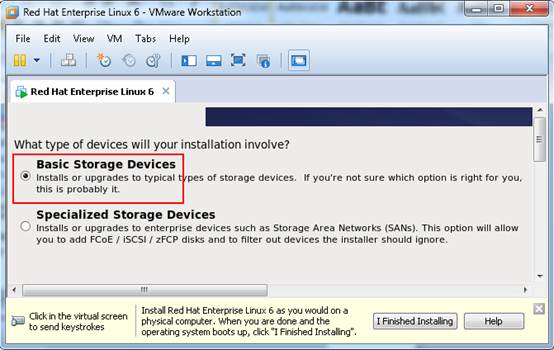 Red Hat Enterprise Linux 6 - VMware Workstation
File Edit View VM Tabs Help
Red Hat Enterprise Linux 6
What type of devices will your installation involve?
Basic Storage Devices
Installs or upgrades to typical types of storage devices. If you're not sure which option is right for you,
this is probably it.
Specialized Storage Devices
Installs or upgrades to enterprise devices such as Storage Area Networks (SANs). This option will allow
you to add FCoE / iSCSI / zFCP disks and to filter out devices the installer should ignore.
Click in the virtual screen
to send keystrokes
Install Red Hat Enterprise Linux 6 as you would on a
physical computer. When you are done and the
operating system boots up, click "I Finished Installing".
I Finished Installing
Help